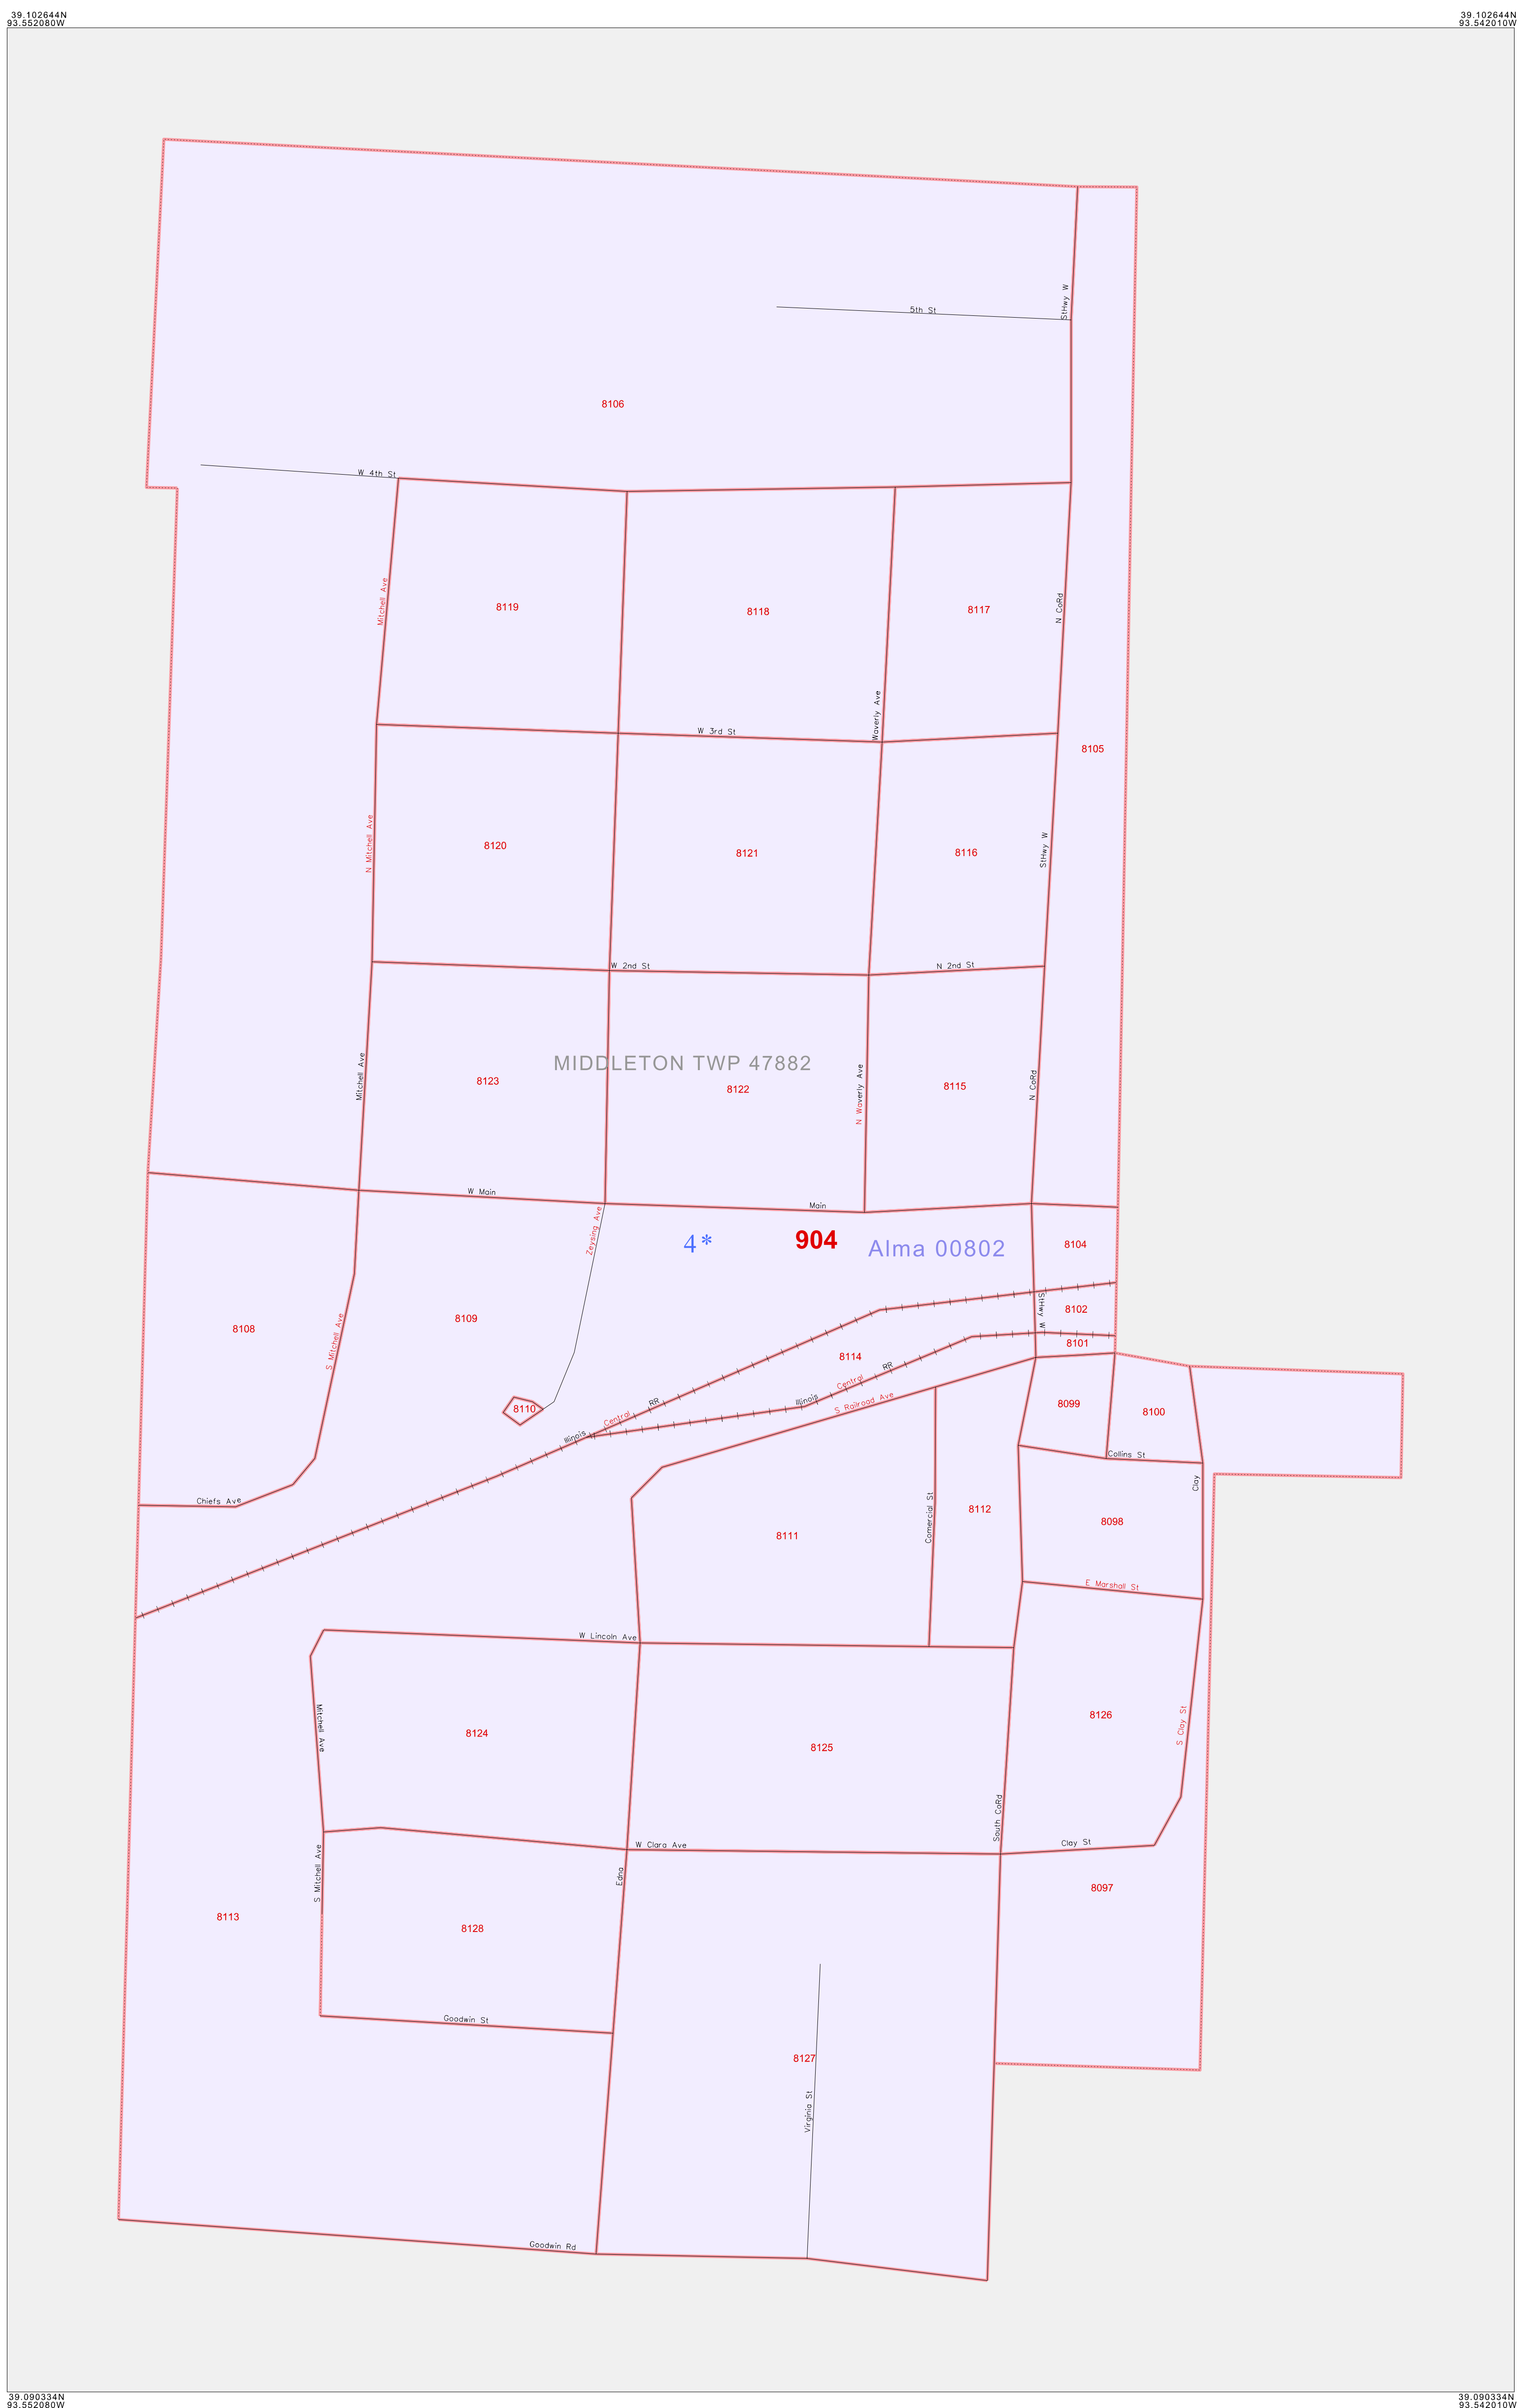 39.102644N
93.552080W
39.102644N
93.542010W
StHwy W
5th St
8106
W 4th St
Mitchell Ave
8119
8118
8117
N CoRd
Waverly Ave
W 3rd St
8105
N Mitchell Ave
8120
8121
8116
StHwy W
W 2nd St
N 2nd St
MIDDLETON TWP 47882
Mitchell Ave
8123
8122
N Waverly Ave
8115
N CoRd
W Main
Main
Zeysing Ave
4*
904
Alma 00802
8104
8108
S Mitchell Ave
8109
8102
StHwy W
8101
8114
RR
Central
Illinois
RR
Central
Illinois
S Railroad Ave
8110
8099
8100
Collins St
Clay
Chiefs Ave
8111
Comercial St
8112
8098
E Marshall St
W Lincoln Ave
Mitchell Ave
8124
8125
8126
S Clay St
South CoRd
W Clara Ave
Clay St
S Mitchell Ave
Edna
8097
8113
8128
Goodwin St
8127
Virginia St
Goodwin Rd
39.090334N
93.552080W
39.090334N
93.542010W